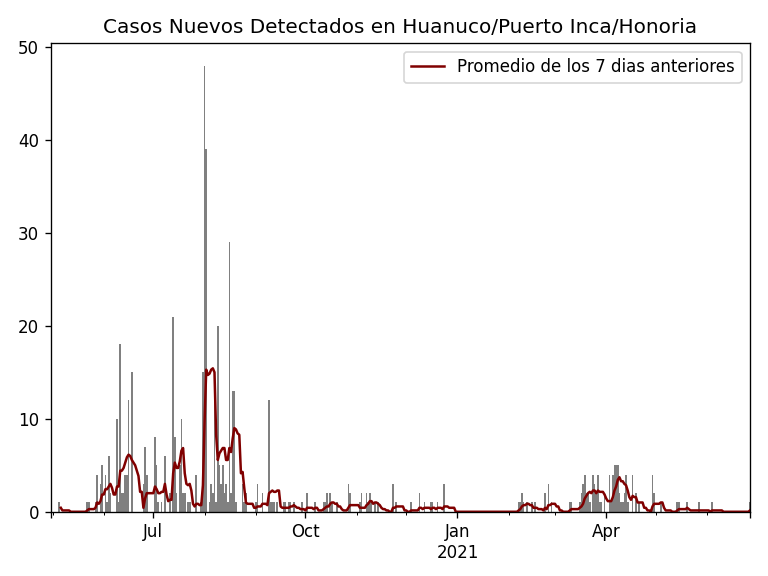 Casos Nuevos Detectados en Huanuco/Puerto Inca/Honoria
Promedio de los 7 dias anteriores
50
40
30
20
10
0
Jul
Oct
Jan
2021
Apr